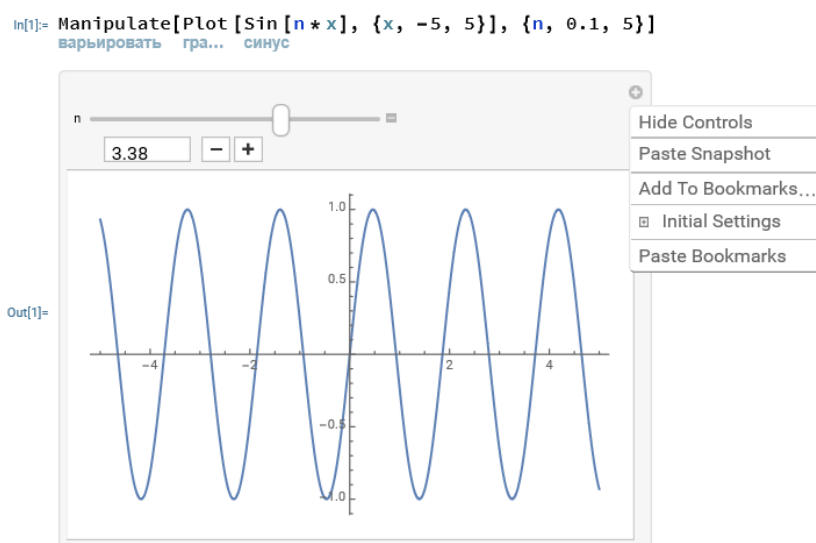 In[1]:= Manipulate[Plot[Sin[n*x], {x, -5, 5}], {n, 0.1, 5}]
варьировать гра... синус
n
3.38
Hide Controls
Paste Snapshot
Add To Bookmarks...
Initial Settings
Paste Bookmarks
Out[1]=
1.0
0.5
-4 -2 2 4
-0.5
-1.0